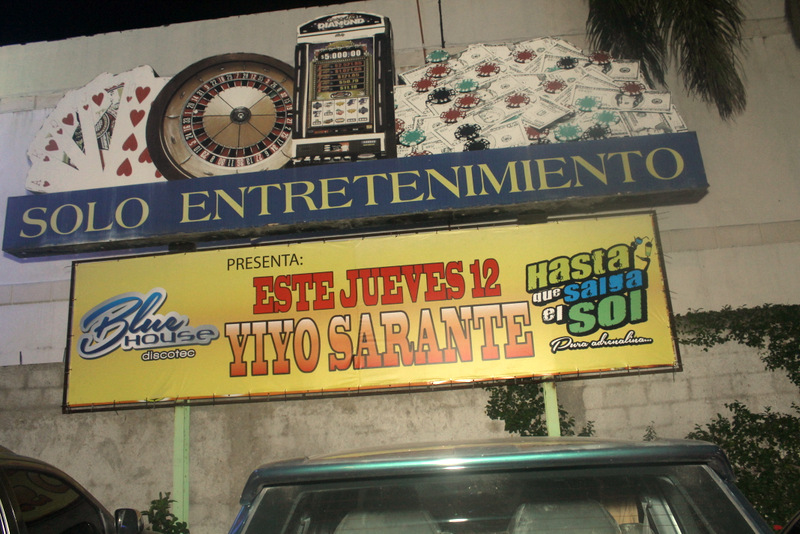 DIAMOND
$5,000.00
SOLO ENTRETENIMIENTO
PRESENTA:
ESTE JUEVES 12
YIYO SARANTE
Blue
HOUSE
discotec
Hasta
que salga
el sol
Pura adrenalina...